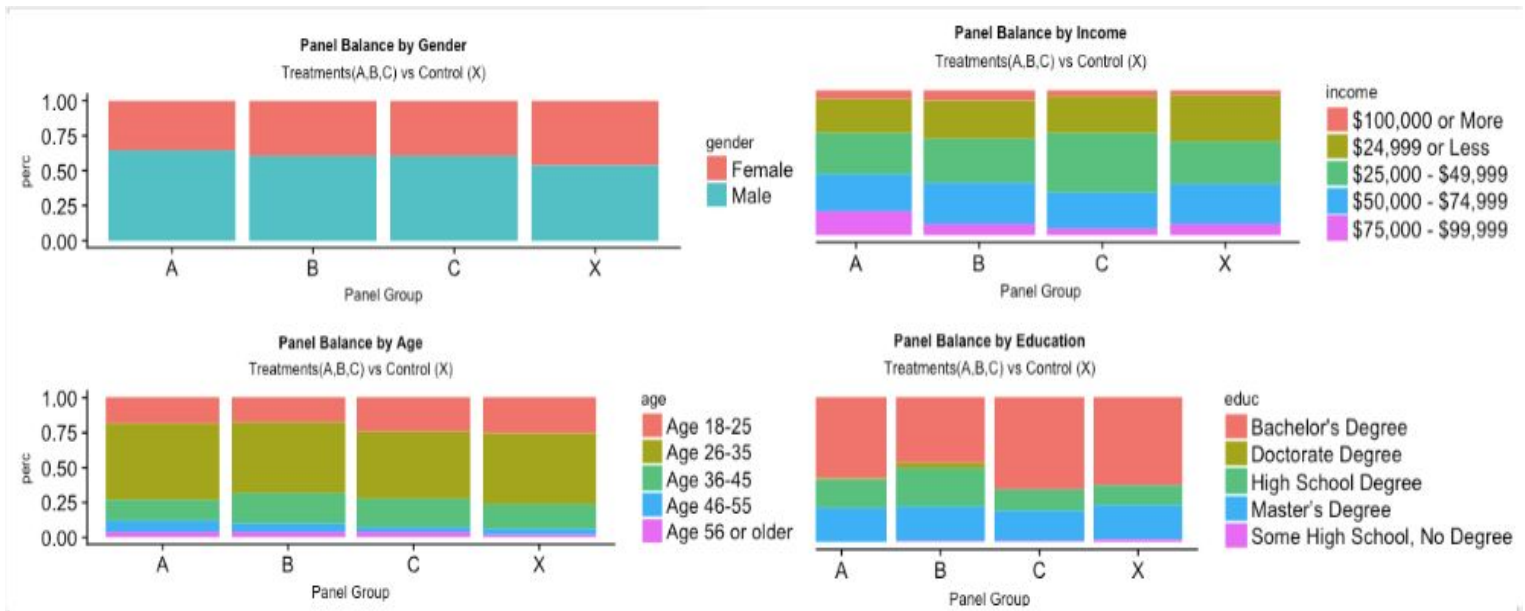 Panel Balance by Gender
Treatments(A,B,C) vs Control (X)
1.00
0.75
0.50
0.25
0.00
perc
A B C X
Panel Group
gender
Female
Male
Panel Balance by Income
Treatments(A,B,C) vs Control (X)
A B C X
Panel Group
income
$100,000 or More
$24,999 or Less
$25,000 - $49,999
$50,000 - $74,999
$75,000 - $99,999
Panel Balance by Age
Treatments(A,B,C) vs Control (X)
1.00
0.75
0.50
0.25
0.00
perc
A B C X
Panel Group
age
Age 18-25
Age 26-35
Age 36-45
Age 46-55
Age 56 or older
Panel Balance by Education
Treatments(A,B,C) vs Control (X)
A B C X
Panel Group
educ
Bachelor's Degree
Doctorate Degree
High School Degree
Master's Degree
Some High School, No Degree